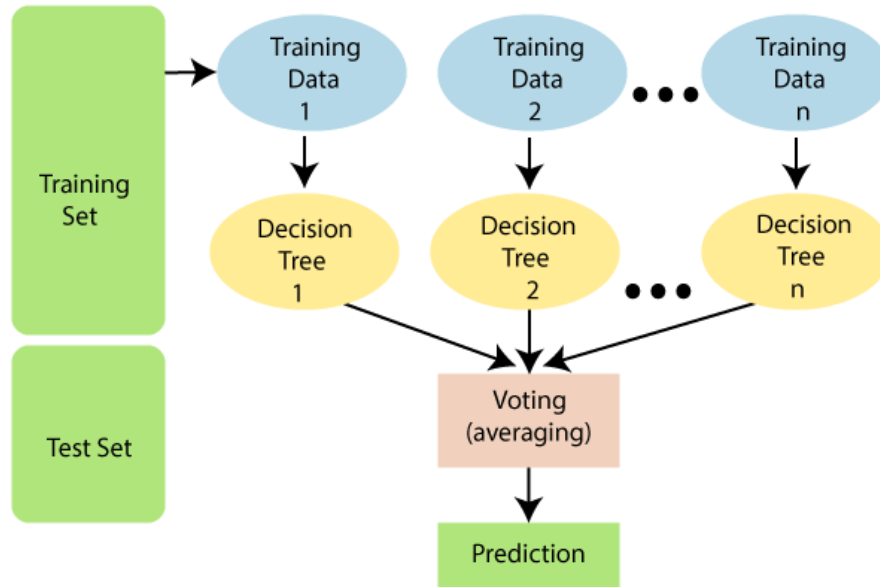 Training
Set
Test Set
Training
Data
1
Training
Data
2
Training
Data
n
Decision
Tree
1
Decision
Tree
2
Decision
Tree
n
Voting
(averaging)
Prediction